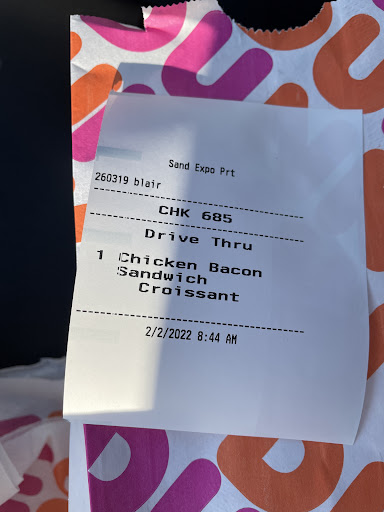 Sand Expo Prt
260319 blair
CHK 685
Drive Thru
1 Chicken Bacon
Sandwich
Croissant
2/2/2022 8:44 AM